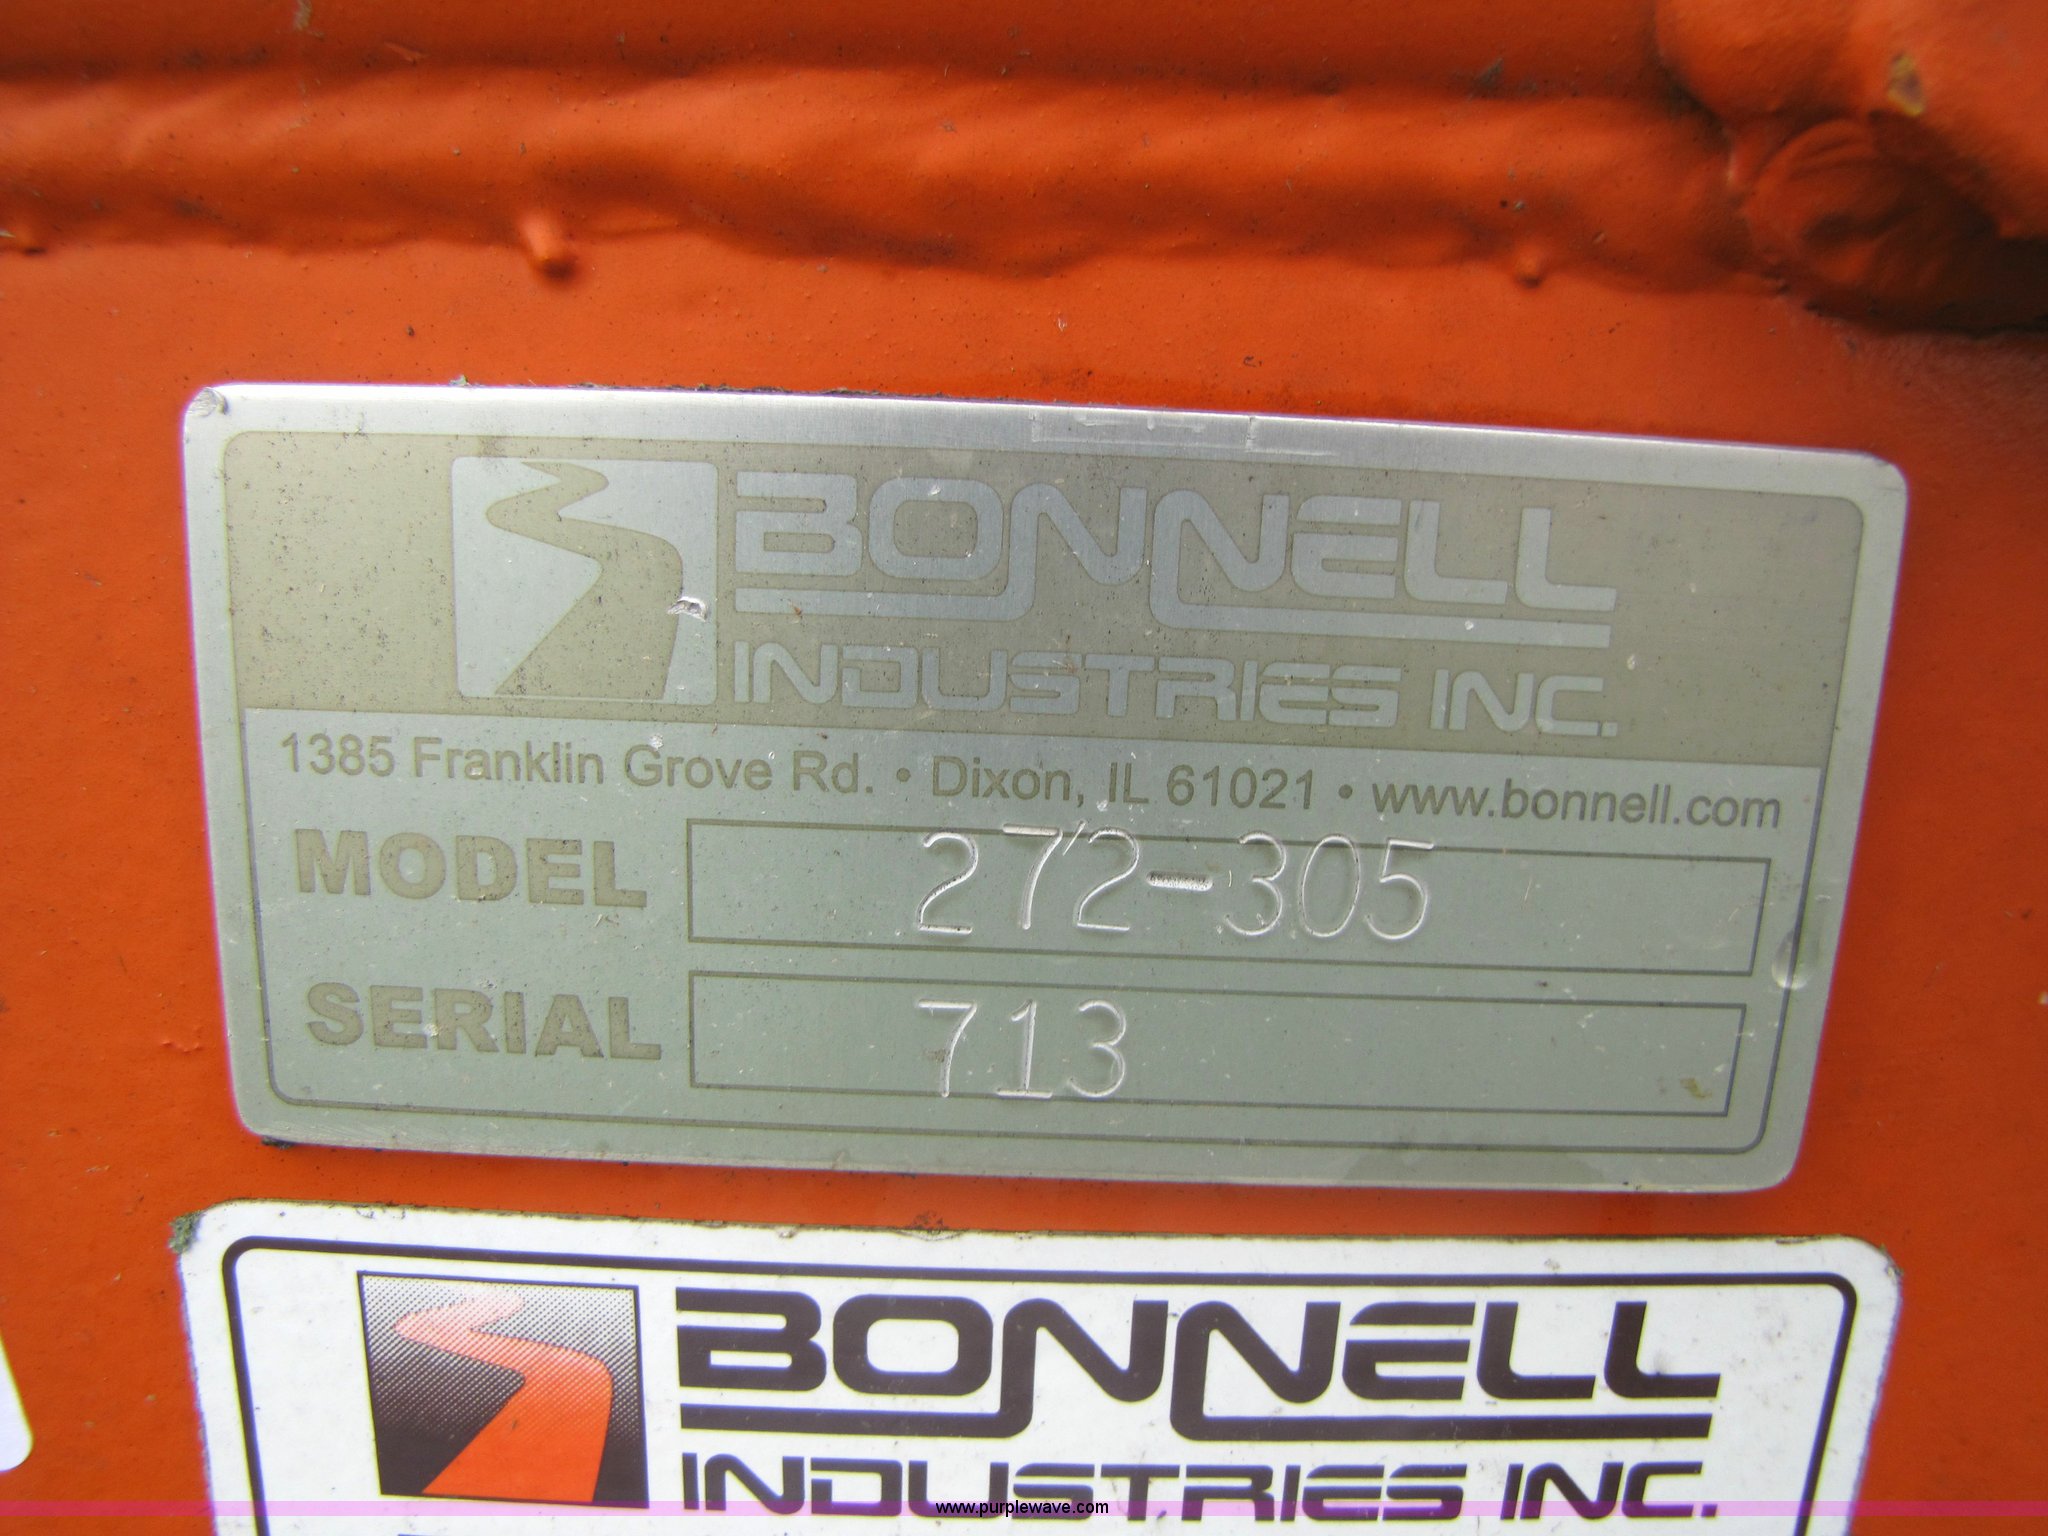 BONNELL
INDUSTRIES INC.
1385 Franklin Grove Rd. • Dixon, IL 61021 • www.bonnell.com
MODEL 272-305
SERIAL 713
BONNELL
INDUSTRIES INC.
www.purplewave.com